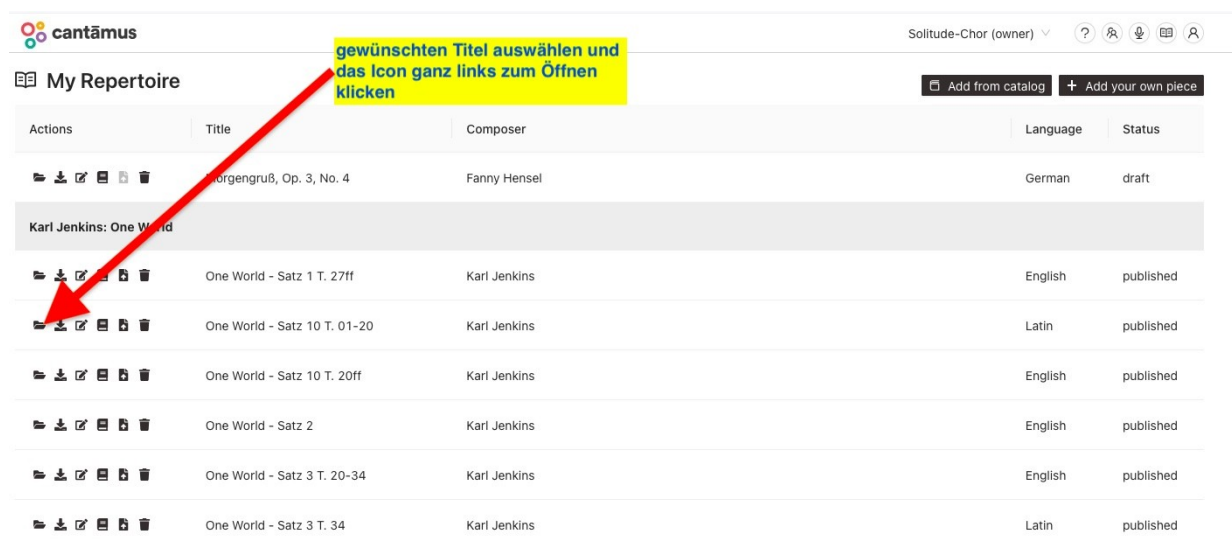 cantāmus
Solitude-Chor (owner)
gewünschten Titel auswählen und
das Icon ganz links zum Öffnen
klicken
My Repertoire
Add from catalog
+ Add your own piece
Actions Title Composer Language Status
Morgengruß, Op. 3, No. 4 Fanny Hensel German draft
Karl Jenkins: One World
One World - Satz 1 T. 27ff Karl Jenkins English published
One World - Satz 10 T. 01-20 Karl Jenkins Latin published
One World - Satz 10 T. 20ff Karl Jenkins English published
One World - Satz 2 Karl Jenkins English published
One World - Satz 3 T. 20-34 Karl Jenkins English published
One World - Satz 3 T. 34 Karl Jenkins Latin published